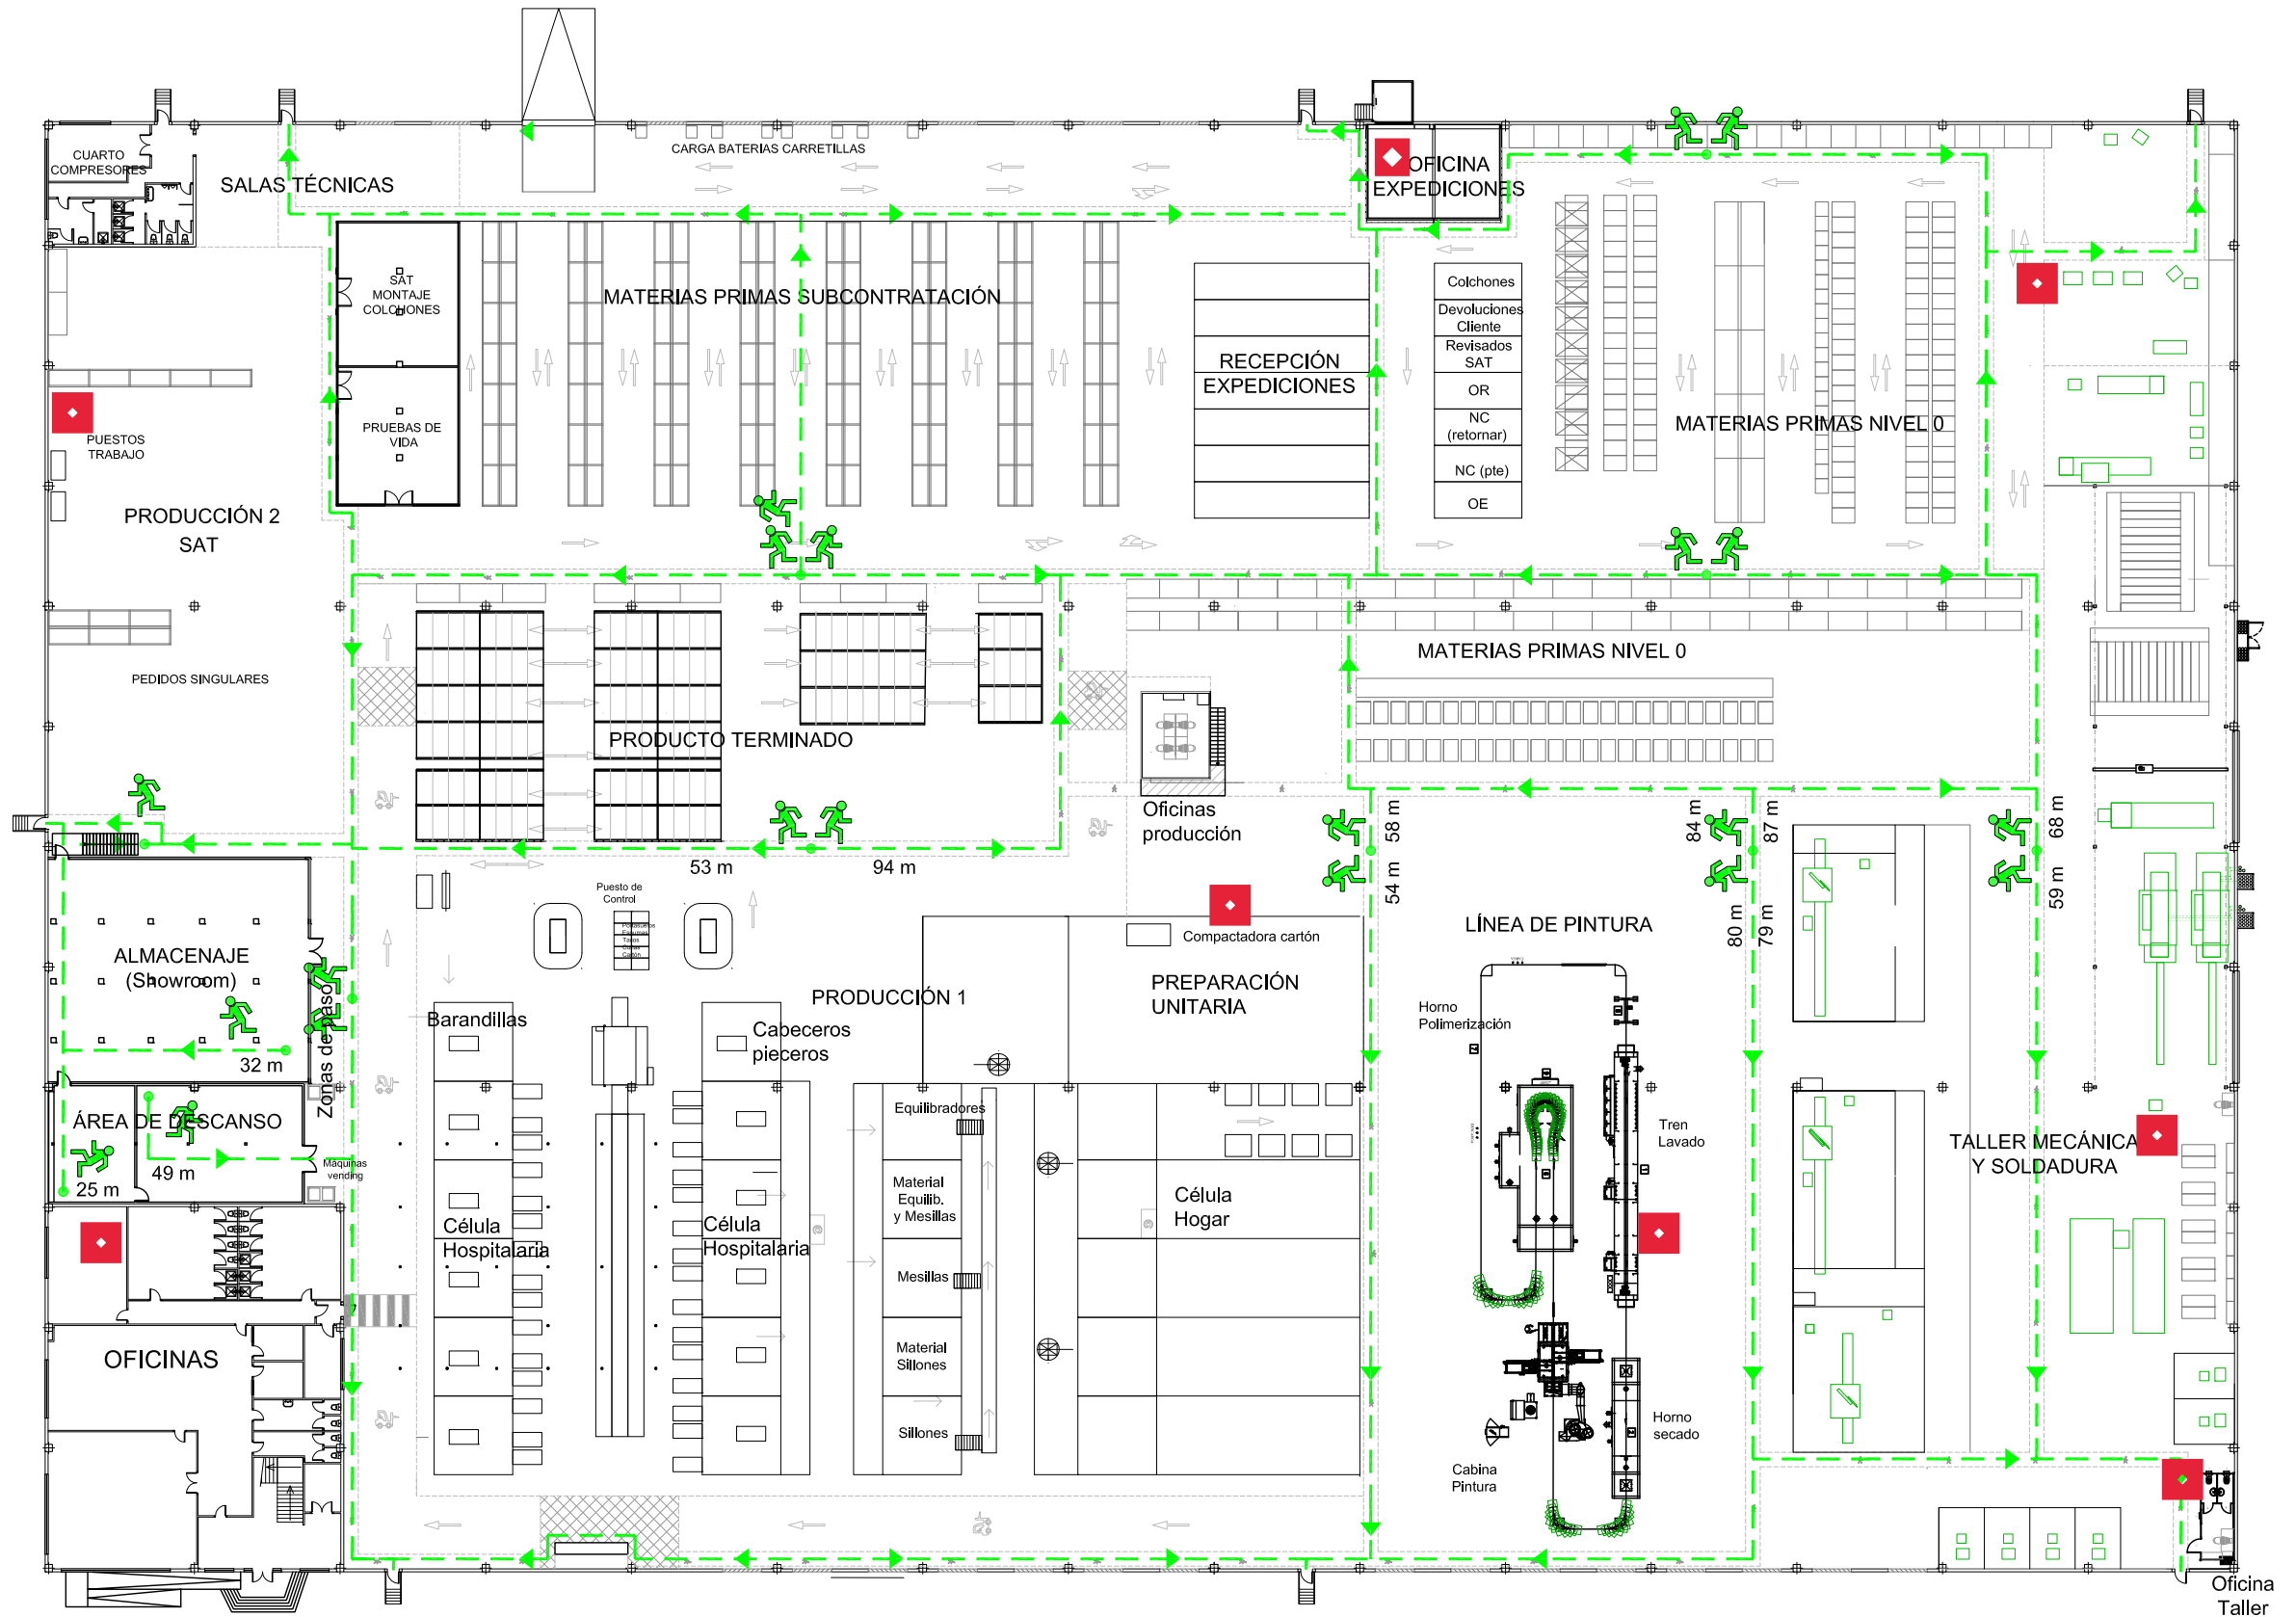 CUARTO
COMPRESORES
SALAS TÉCNICAS
CARGA BATERIAS CARRETILLAS
OFICINA
EXPEDICIONES
SAT
MONTAJE
COLCHONES
MATERIAS PRIMAS SUBCONTRATACIÓN
Colchones
Devoluciones
Cliente
Revisados
SAT
OR
NC
(retornar)
NC (pte)
OE
RECEPCIÓN
EXPEDICIONES
MATERIAS PRIMAS NIVEL 0
PRUEBAS DE
VIDA
PUESTOS
TRABAJO
PRODUCCIÓN 2
SAT
PEDIDOS SINGULARES
MATERIAS PRIMAS NIVEL 0
PRODUCTO TERMINADO
Oficinas
producción
53 m
94 m
58 m
54 m
84 m
87 m
80 m
79 m
68 m
59 m
Puesto de
Control
Cartón
Compactadora cartón
LÍNEA DE PINTURA
ALMACENAJE
(Showroom)
Zonas de paso
32 m
PRODUCCIÓN 1
PREPARACIÓN
UNITARIA
Barandillas
Cabeceros
pieceros
Horno
Polimerización
Equilibradores
Tren
Lavado
ÁREA DE DESCANSO
49 m
25 m
Máquinas
vending
TALLER MECÁNICA
Y SOLDADURA
Material
Equilib.
y Mesillas
Célula
Hogar
Célula
Hospitalaria
Célula
Hospitalaria
Mesillas
OFICINAS
Material
Sillones
Sillones
Horno
secado
Cabina
Pintura
Oficina
Taller